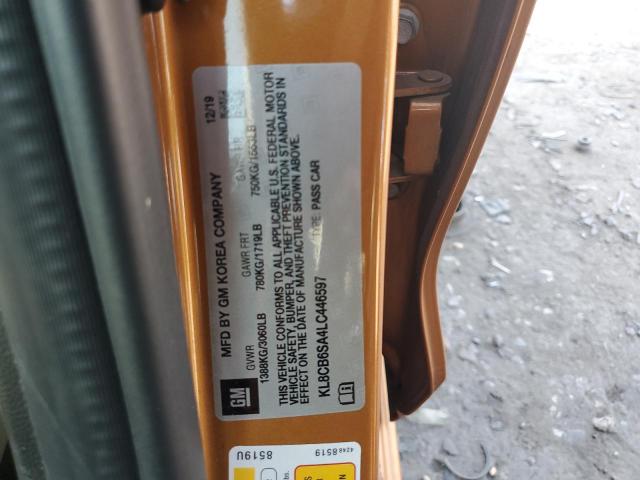 MFD BY GM KOREA COMPANY 12/19
GVWR GAWR FRT
1388KG/3060LB 780KG/1719LB 750KG/1653LB
THIS VEHICLE CONFORMS TO ALL APPLICABLE U.S. FEDERAL MOTOR
VEHICLE SAFETY, BUMPER, AND THEFT PREVENTION STANDARDS IN
EFFECT ON THE DATE OF MANUFACTURE SHOWN ABOVE.
KL8CB6SA4LC446597 TYPE: PASS CAR
GM
8519U
4248 8519